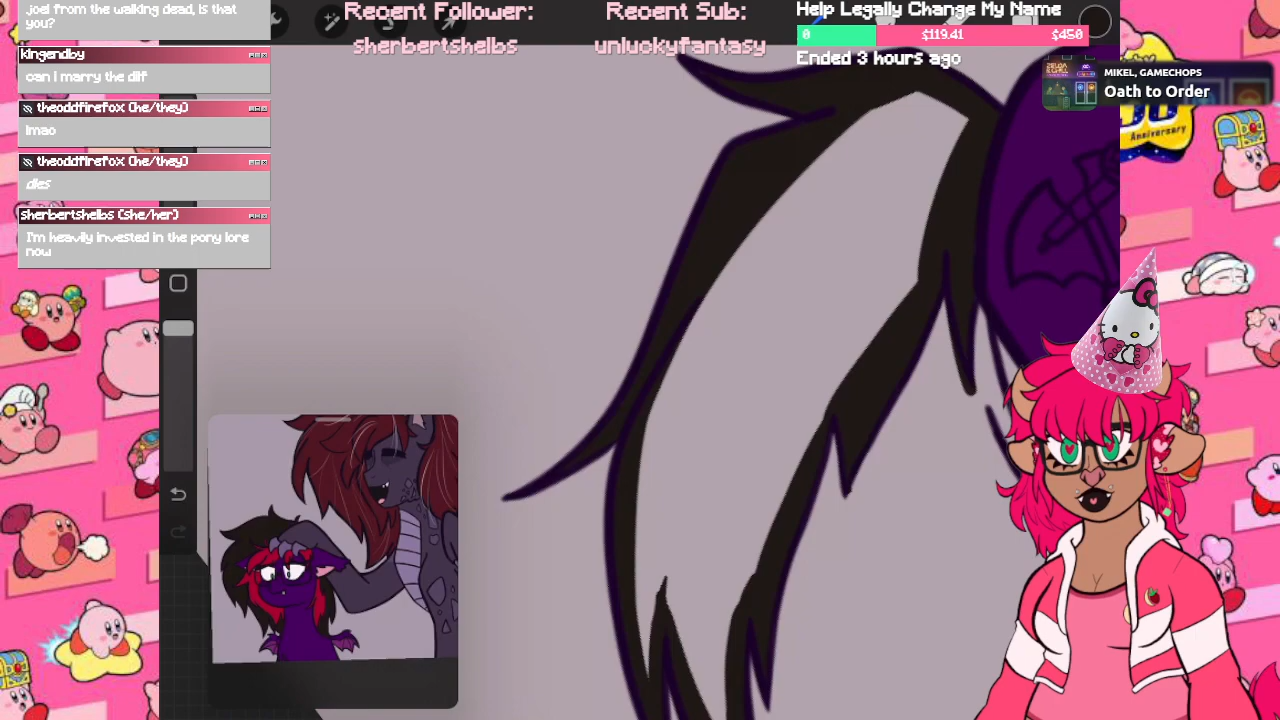 joel from the walking dead, is that
you?
kingendby
can i marry the dilf
theoddfirefox (he/they)
lmao
theoddfirefox (he/they)
dies
sherbertshelbs (she/her)
I'm heavily invested in the pony lore
now
Recent Follower:
sherbertshelbs
Recent Sub:
unluckyfantasy
Help Legally Change My Name
0 $119.41 $450
Ended 3 hours ago
MIKEL, GAMECHOPS
Oath to Order
Anniversary